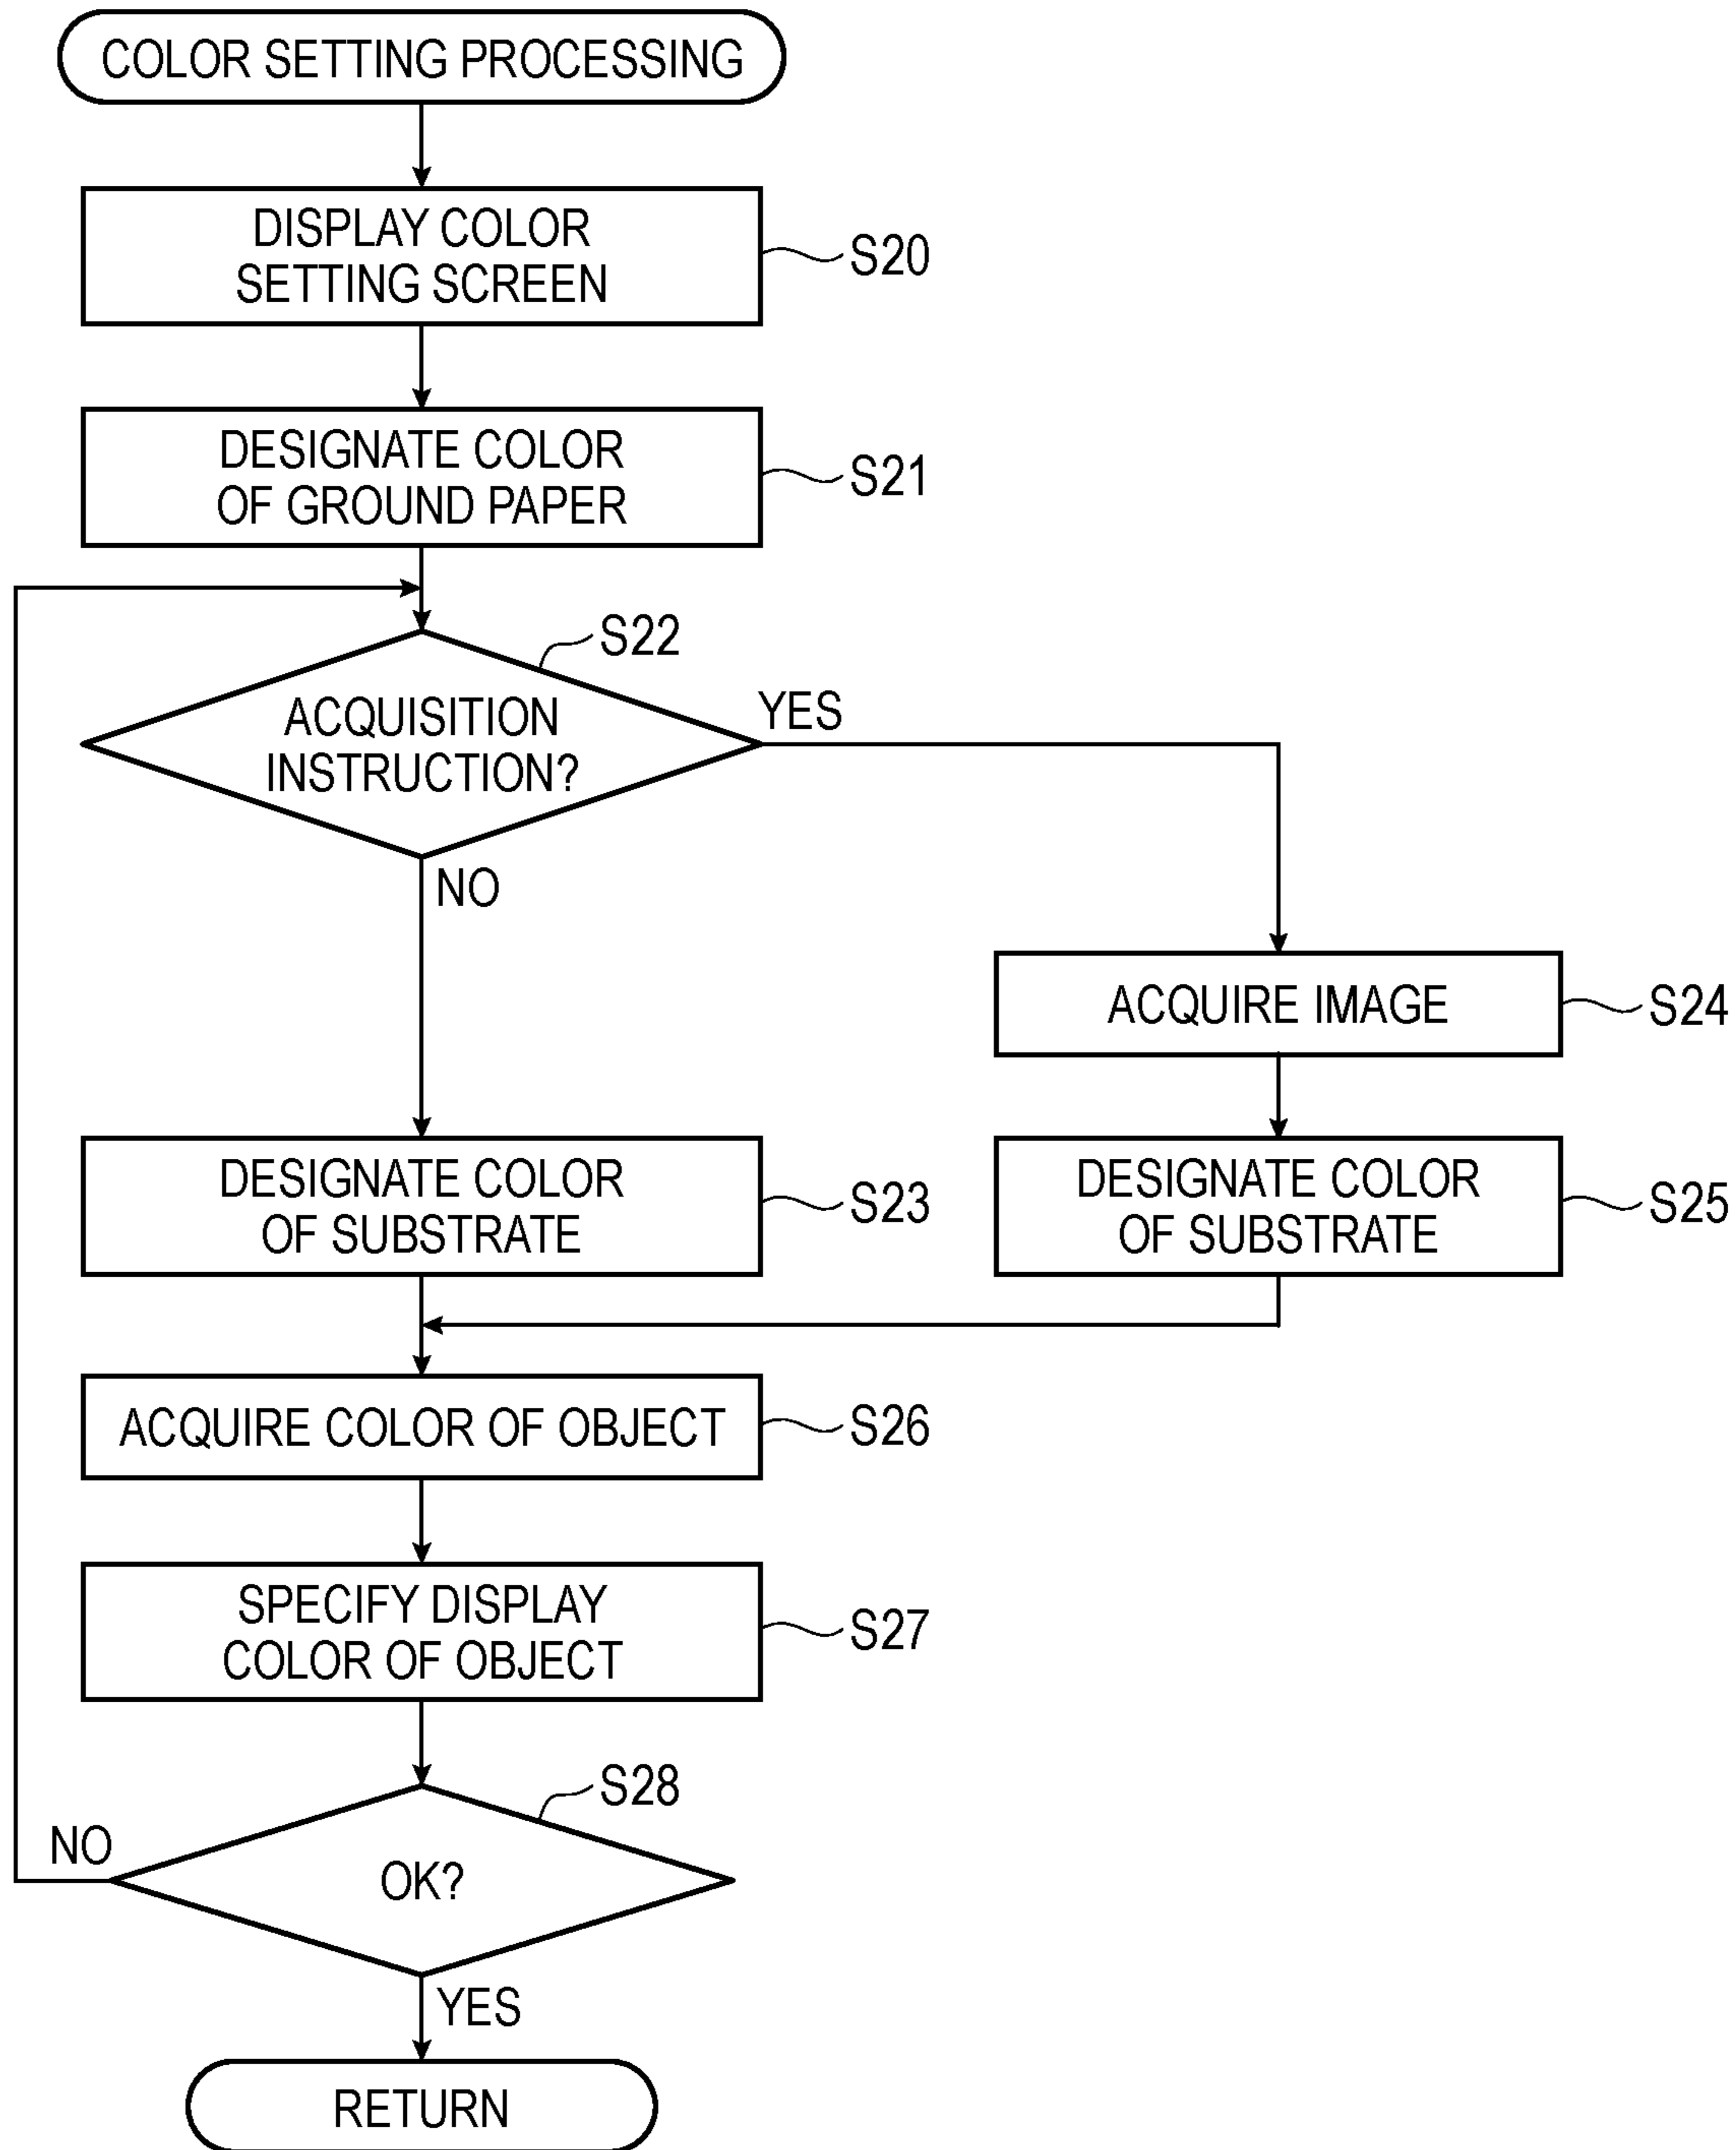 COLOR SETTING PROCESSING
DISPLAY COLOR
SETTING SCREEN
S20
DESIGNATE COLOR
OF GROUND PAPER
S21
S22
ACQUISITION
INSTRUCTION?
YES
NO
ACQUIRE IMAGE
S24
DESIGNATE COLOR
OF SUBSTRATE
S23
DESIGNATE COLOR
OF SUBSTRATE
S25
ACQUIRE COLOR OF OBJECT
S26
SPECIFY DISPLAY
COLOR OF OBJECT
S27
S28
NO
OK?
YES
RETURN